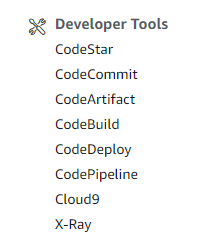 Developer Tools
CodeStar
CodeCommit
CodeArtifact
CodeBuild
CodeDeploy
CodePipeline
Cloud9
X-Ray